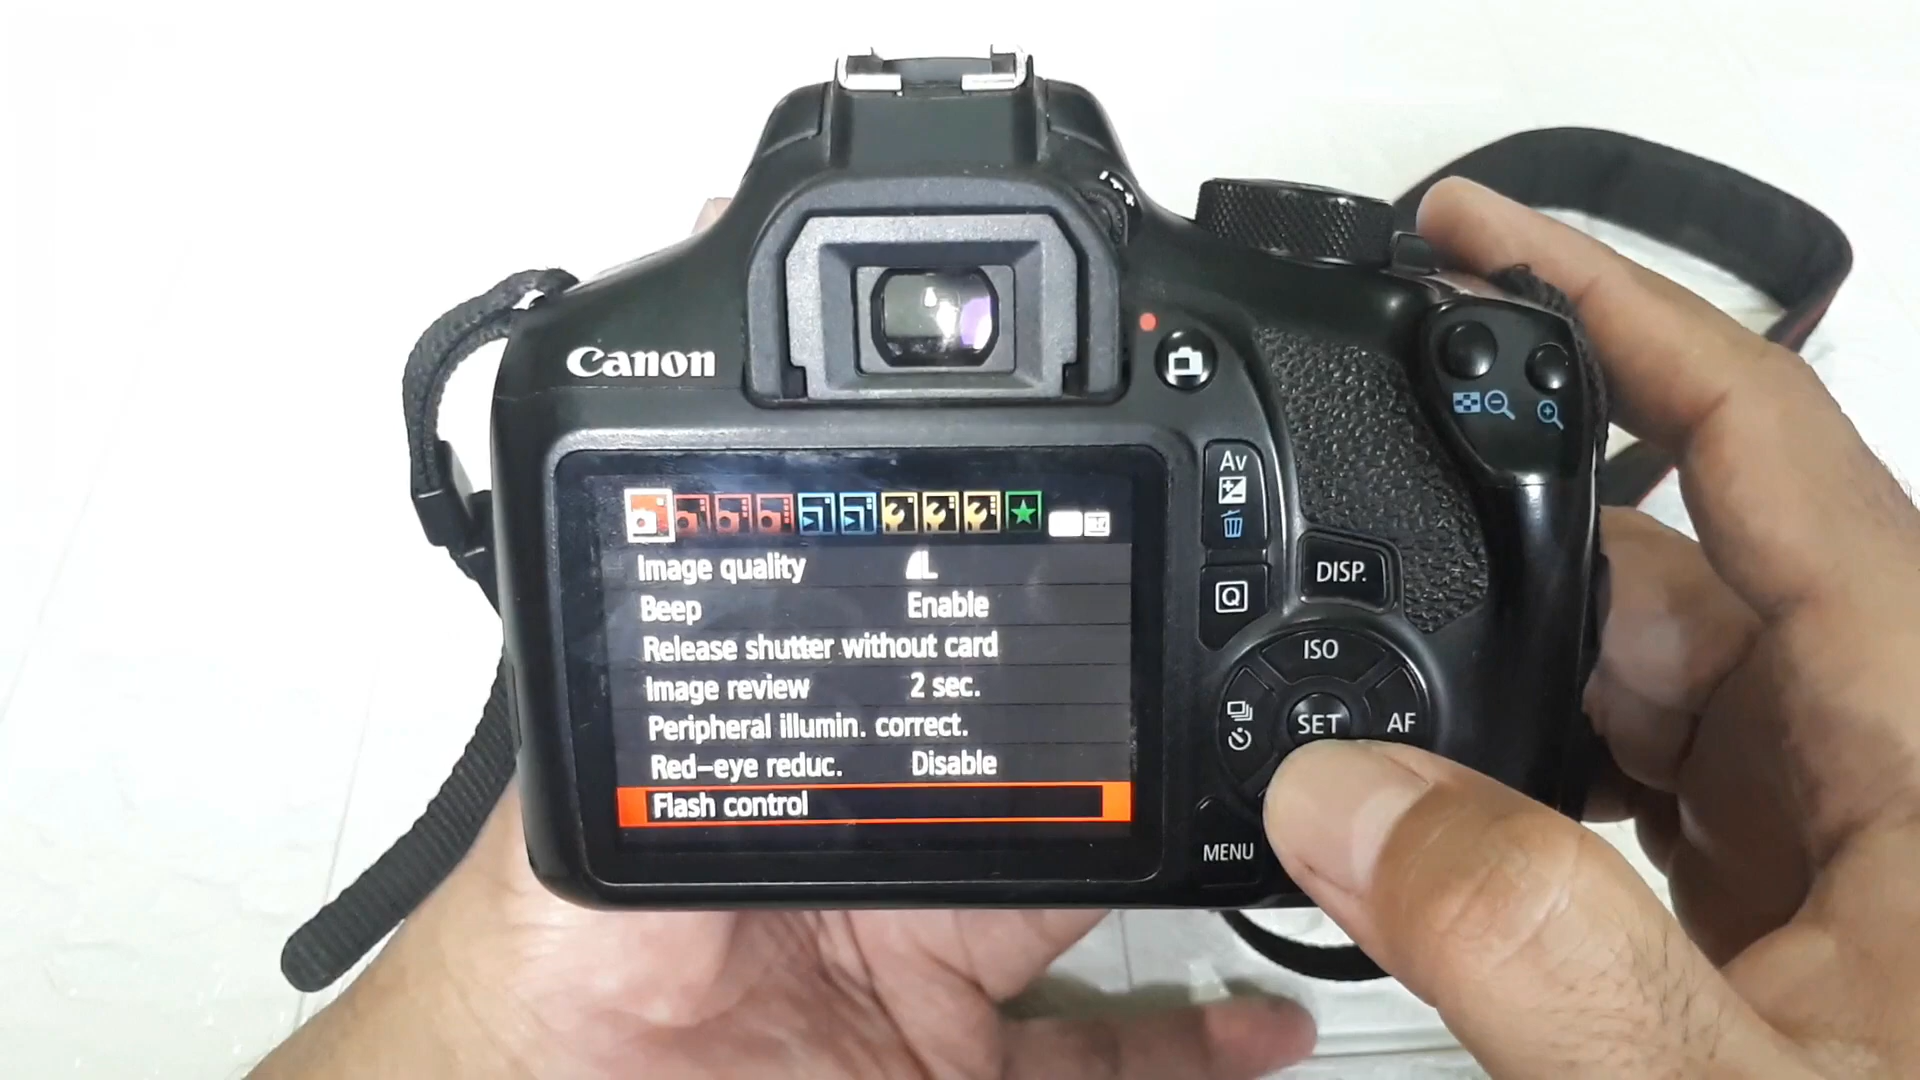 Canon
Image quality L
Beep Enable
Release shutter without card
Image review 2 sec.
Peripheral illumin. correct.
Red-eye reduc. Disable
Flash control
Av
Q
DISP.
ISO
SET AF
MENU